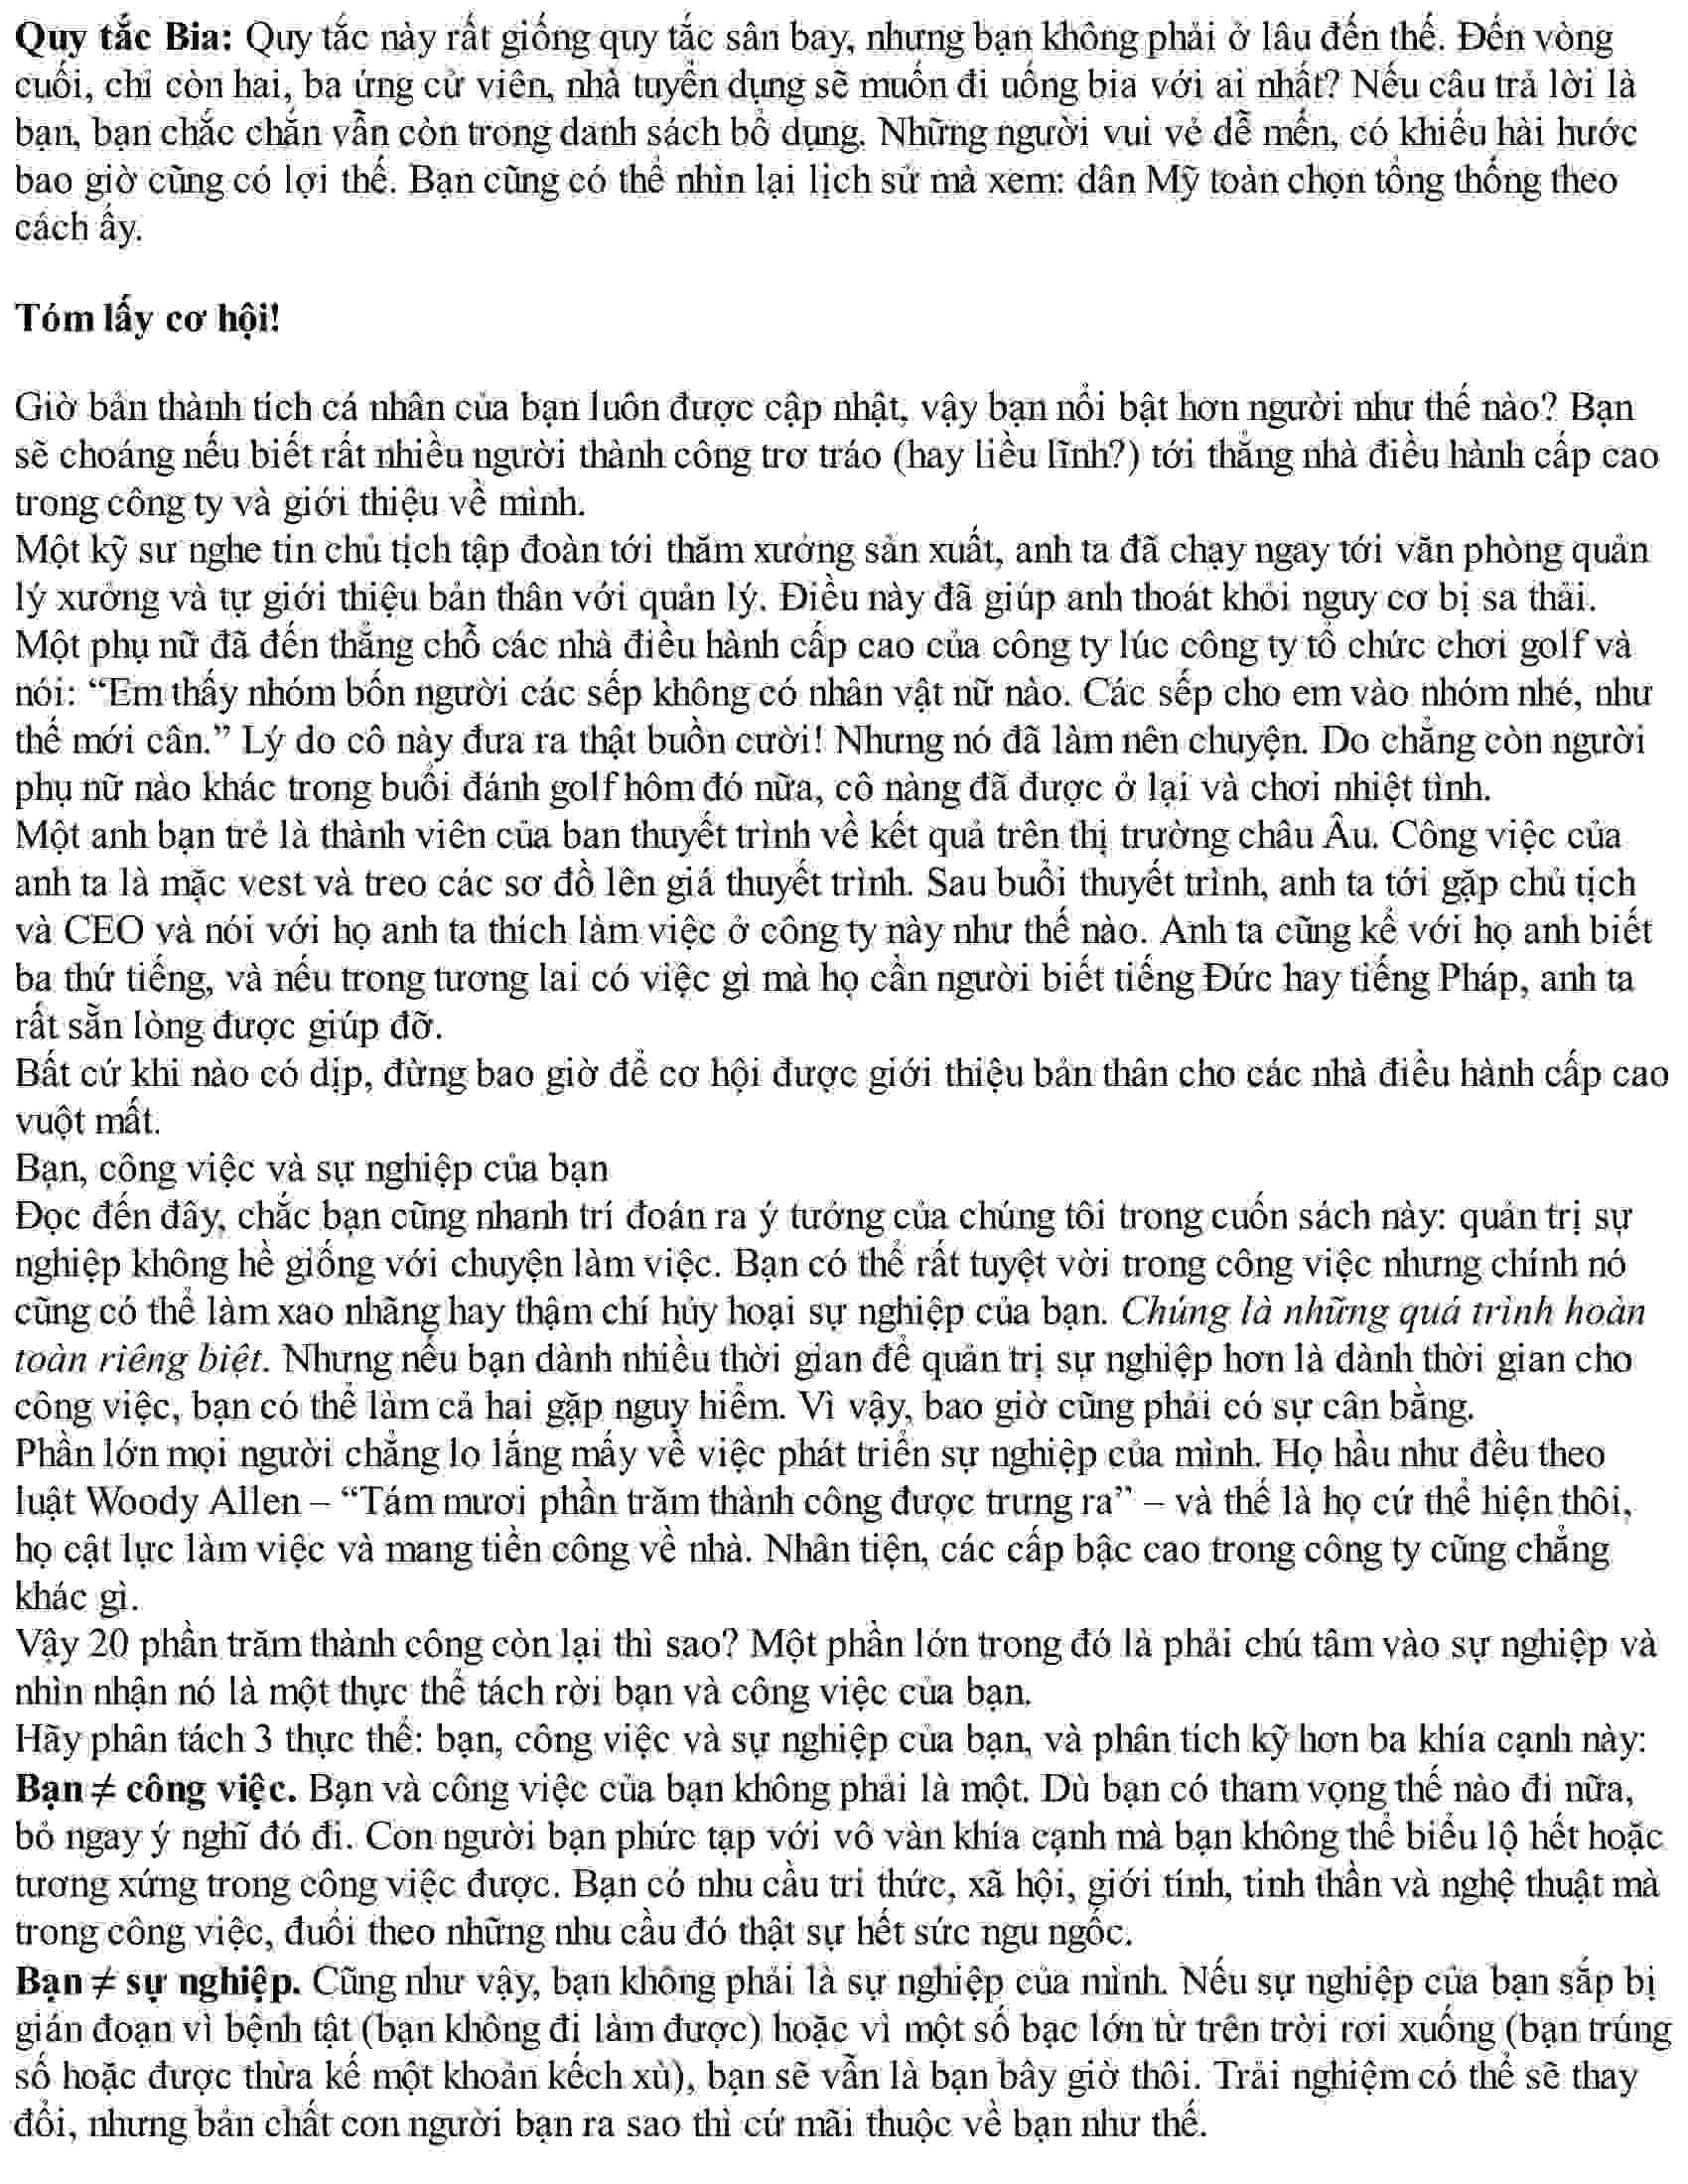 Quy tắc Bia: Quy tắc này rất giống quy tắc sân bay, nhưng bạn không phải ở lâu đến thế. Đến vòng
cuối, chỉ còn hai, ba ứng cử viên, nhà tuyển dụng sẽ muốn đi uống bia với ai nhất? Nếu câu trả lời là
bạn, bạn chắc chắn vẫn còn trong danh sách bổ dụng. Những người vui vẻ dễ mến, có khiếu hài hước
bao giờ cũng có lợi thế. Bạn cũng có thể nhìn lại lịch sử mà xem: dân Mỹ toàn chọn tổng thống theo
cách ấy.
Tóm lấy cơ hội!
Giờ bản thành tích cá nhân của bạn luôn được cập nhật, vậy bạn nổi bật hơn người như thế nào? Bạn
sẽ choáng nếu biết rất nhiều người thành công trơ tráo (hay liều lĩnh?) tới thẳng nhà điều hành cấp cao
trong công ty và giới thiệu về mình.
Một kỹ sư nghe tin chủ tịch tập đoàn tới thăm xưởng sản xuất, anh ta đã chạy ngay tới văn phòng quản
lý xưởng và tự giới thiệu bản thân với quản lý. Điều này đã giúp anh thoát khỏi nguy cơ bị sa thải.
Một phụ nữ đã đến thẳng chỗ các nhà điều hành cấp cao của công ty lúc công ty tổ chức chơi golf và
nói: “Em thấy nhóm bốn người các sếp không có nhân vật nữ nào. Các sếp cho em vào nhóm nhé, như
thế mới cân.” Lý do cô này đưa ra thật buồn cười! Nhưng nó đã làm nên chuyện. Do chẳng còn người
phụ nữ nào khác trong buổi đánh golf hôm đó nữa, cô nàng đã được ở lại và chơi nhiệt tình.
Một anh bạn trẻ là thành viên của ban thuyết trình về kết quả trên thị trường châu Âu. Công việc của
anh ta là mặc vest và treo các sơ đồ lên giá thuyết trình. Sau buổi thuyết trình, anh ta tới gặp chủ tịch
và CEO và nói với họ anh ta thích làm việc ở công ty này như thế nào. Anh ta cũng kể với họ anh biết
ba thứ tiếng, và nếu trong tương lai có việc gì mà họ cần người biết tiếng Đức hay tiếng Pháp, anh ta
rất sẵn lòng được giúp đỡ.
Bất cứ khi nào có dịp, đừng bao giờ để cơ hội được giới thiệu bản thân cho các nhà điều hành cấp cao
vuột mất.
Bạn, công việc và sự nghiệp của bạn
Đọc đến đây, chắc bạn cũng nhanh trí đoán ra ý tưởng của chúng tôi trong cuốn sách này: quản trị sự
nghiệp không hề giống với chuyện làm việc. Bạn có thể rất tuyệt vời trong công việc nhưng chính nó
cũng có thể làm xao nhãng hay thậm chí hủy hoại sự nghiệp của bạn. Chúng là những quá trình hoàn
toàn riêng biệt. Nhưng nếu bạn dành nhiều thời gian để quản trị sự nghiệp hơn là dành thời gian cho
công việc, bạn có thể làm cả hai gặp nguy hiểm. Vì vậy, bao giờ cũng phải có sự cân bằng.
Phần lớn mọi người chẳng lo lắng mấy về việc phát triển sự nghiệp của mình. Họ hầu như đều theo
luật Woody Allen – “Tám mươi phần trăm thành công được trưng ra” – và thế là họ cứ thể hiện thôi,
họ cật lực làm việc và mang tiền công về nhà. Nhân tiện, các cấp bậc cao trong công ty cũng chẳng
khác gì.
Vậy 20 phần trăm thành công còn lại thì sao? Một phần lớn trong đó là phải chú tâm vào sự nghiệp và
nhìn nhận nó là một thực thể tách rời bạn và công việc của bạn.
Hãy phân tách 3 thực thể: bạn, công việc và sự nghiệp của bạn, và phân tích kỹ hơn ba khía cạnh này:
Bạn ≠ công việc. Bạn và công việc của bạn không phải là một. Dù bạn có tham vọng thế nào đi nữa,
bỏ ngay ý nghĩ đó đi. Con người bạn phức tạp với vô vàn khía cạnh mà bạn không thể biểu lộ hết hoặc
tương xứng trong công việc được. Bạn có nhu cầu tri thức, xã hội, giới tính, tinh thần và nghệ thuật mà
trong công việc, đuổi theo những nhu cầu đó thật sự hết sức ngu ngốc.
Bạn ≠ sự nghiệp. Cũng như vậy, bạn không phải là sự nghiệp của mình. Nếu sự nghiệp của bạn sắp bị
gián đoạn vì bệnh tật (bạn không đi làm được) hoặc vì một số bạc lớn từ trên trời rơi xuống (bạn trúng
số hoặc được thừa kế một khoản kếch xù), bạn sẽ vẫn là bạn bây giờ thôi. Trải nghiệm có thể sẽ thay
đổi, nhưng bản chất con người bạn ra sao thì cứ mãi thuộc về bạn như thế.